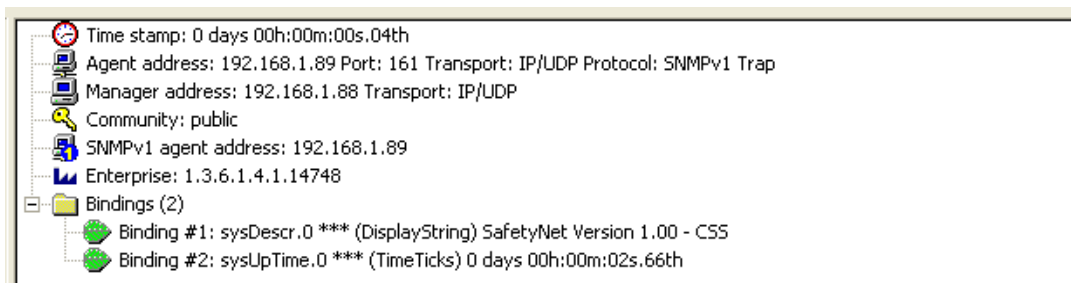 Time stamp: 0 days 00h:00m:00s.04th
Agent address: 192.168.1.89 Port: 161 Transport: IP/UDP Protocol: SNMPv1 Trap
Manager address: 192.168.1.88 Transport: IP/UDP
Community: public
SNMPv1 agent address: 192.168.1.89
Enterprise: 1.3.6.1.4.1.14748
Bindings (2)
Binding #1: sysDescr.0 *** (DisplayString) SafetyNet Version 1.00 - CSS
Binding #2: sysUpTime.0 *** (TimeTicks) 0 days 00h:00m:02s.66th